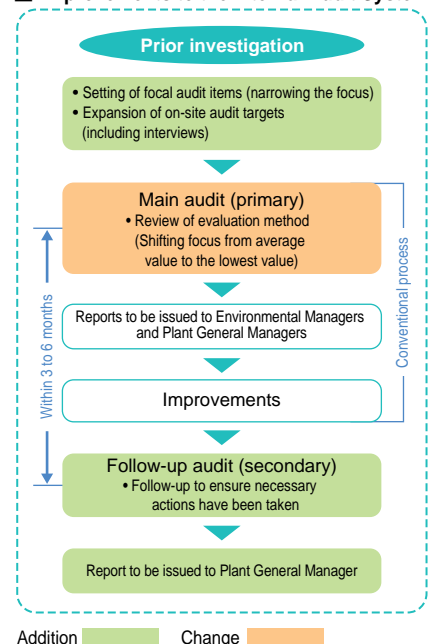 Prior investigation
• Setting of focal audit items (narrowing the focus)
• Expansion of on-site audit targets
(including interviews)
Main audit (primary)
• Review of evaluation method
(Shifting focus from average
value to the lowest value)
Conventional process
Within 3 to 6 months
Reports to be issued to Environmental Managers
and Plant General Managers
Improvements
Follow-up audit (secondary)
• Follow-up to ensure necessary
actions have been taken
Report to be issued to Plant General Manager
Addition
Change